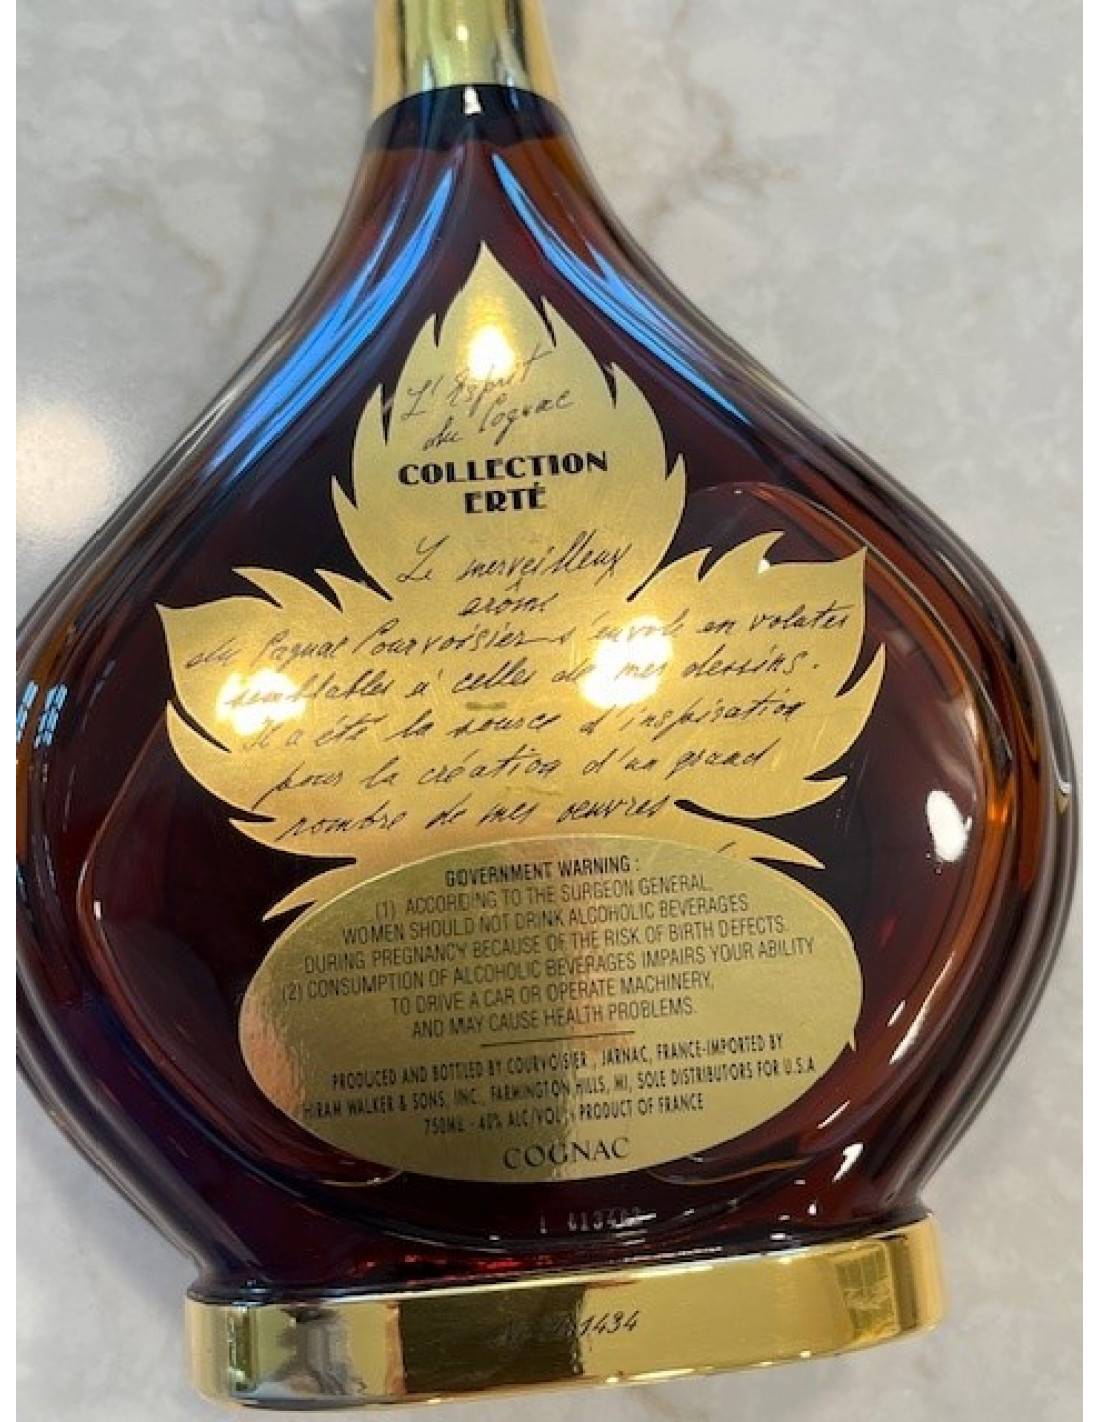 L'Esprit
du Cognac
COLLECTION
ERTÉ
Le merveilleux
arôme
du Cognac Courvoisier s'envole en volutes
semblables à celles de mes dessins.
Il a été la source d'inspiration
pour la création d'un grand
nombre de mes oeuvres
GOVERNMENT WARNING :
(1) ACCORDING TO THE SURGEON GENERAL,
WOMEN SHOULD NOT DRINK ALCOHOLIC BEVERAGES
DURING PREGNANCY BECAUSE OF THE RISK OF BIRTH DEFECTS.
(2) CONSUMPTION OF ALCOHOLIC BEVERAGES IMPAIRS YOUR ABILITY
TO DRIVE A CAR OR OPERATE MACHINERY,
AND MAY CAUSE HEALTH PROBLEMS.
PRODUCED AND BOTTLED BY COURVOISIER, JARNAC, FRANCE-IMPORTED BY
HIRAM WALKER & SONS, INC., FARMINGTON HILLS, MI, SOLE DISTRIBUTORS FOR U.S.A
750ML - 40% ALC/VOL. PRODUCT OF FRANCE
COGNAC